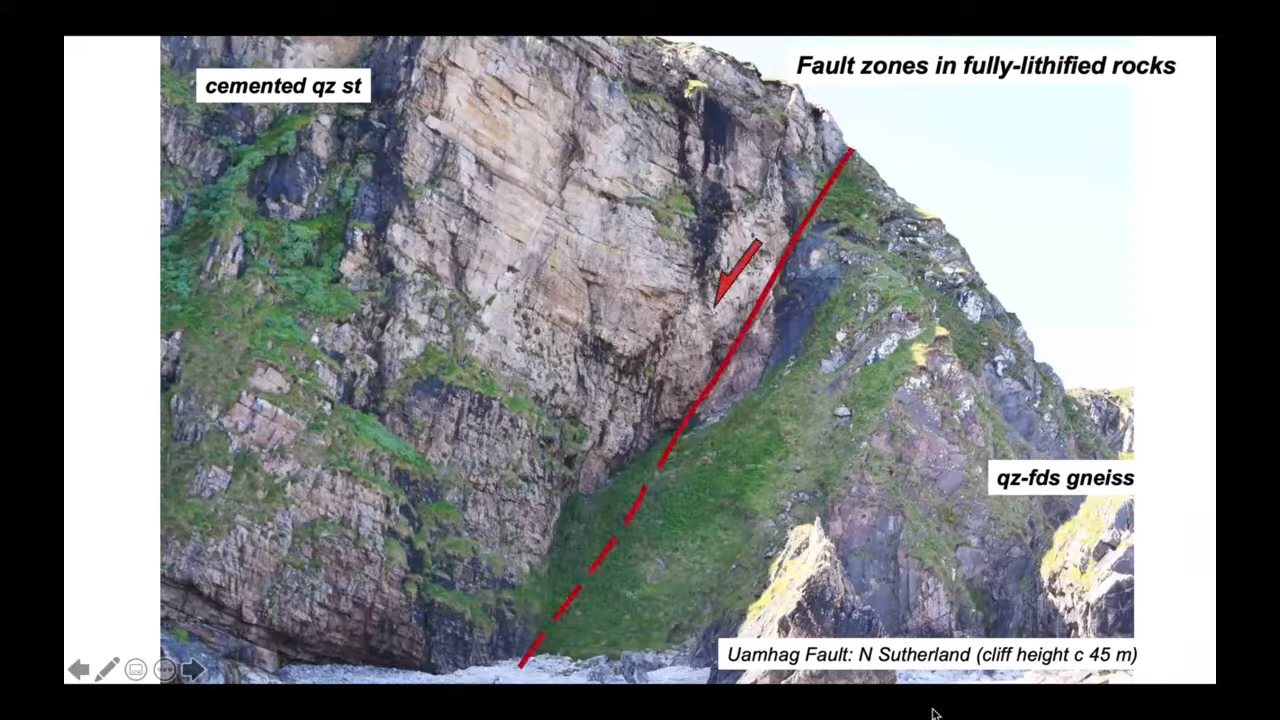 Fault zones in fully-lithified rocks
cemented qz st
qz-fds gneiss
Uamhag Fault: N Sutherland (cliff height c 45 m)